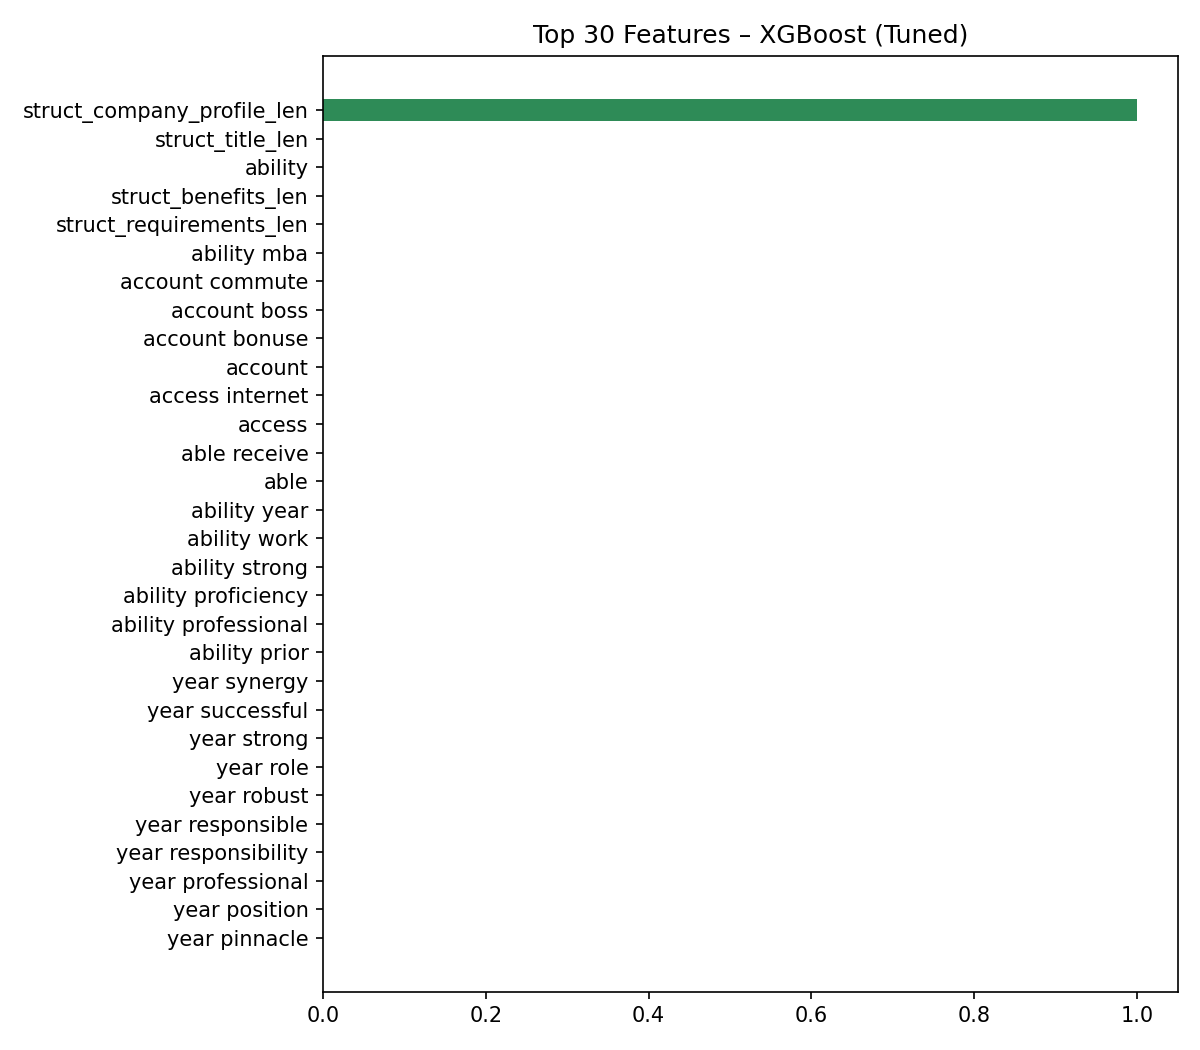 Top 30 Features – XGBoost (Tuned)
struct_company_profile_len
struct_title_len
ability
struct_benefits_len
struct_requirements_len
ability mba
account commute
account boss
account bonuse
account
access internet
access
able receive
able
ability year
ability work
ability strong
ability proficiency
ability professional
ability prior
year synergy
year successful
year strong
year role
year robust
year responsible
year responsibility
year professional
year position
year pinnacle
0.0 0.2 0.4 0.6 0.8 1.0